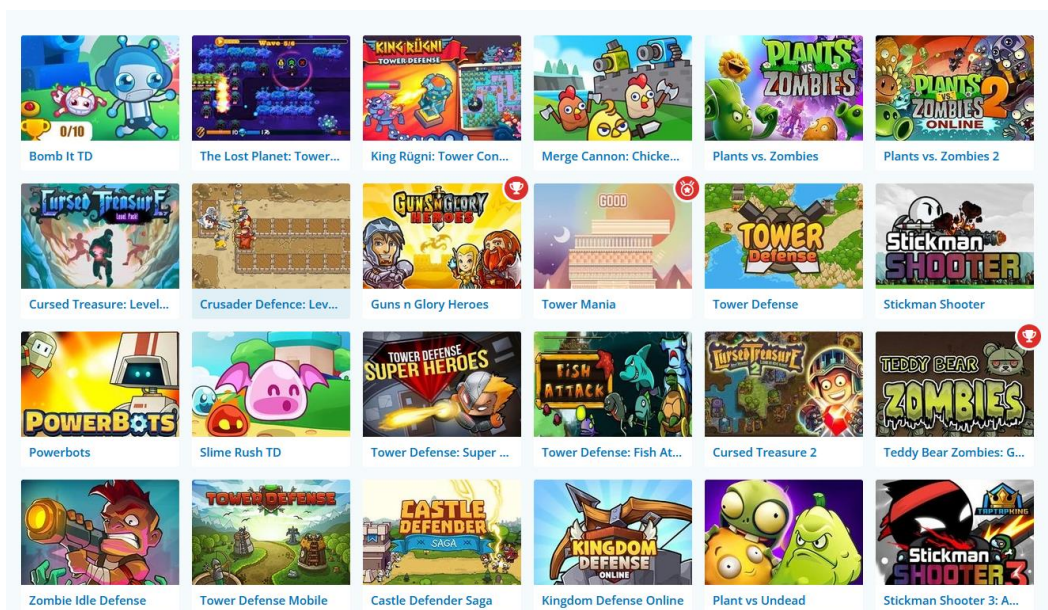 Wave 5/6
KING RÜGNI
TOWER DEFENSE
PLANTS
VS.
ZOMBIES
PLANTS
VS.
ZOMBIES 2
ONLINE
0/10
Bomb It TD
The Lost Planet: Tower...
King Rügni: Tower Con...
Merge Cannon: Chicke...
Plants vs. Zombies
Plants vs. Zombies 2
Cursed Treasure
Level Pack!
GUNS'N'GLORY
HEROES
GOOD
TOWER
Defense
Stickman
SHOOTER
Cursed Treasure: Level...
Crusader Defence: Lev...
Guns n Glory Heroes
Tower Mania
Tower Defense
Stickman Shooter
POWERBOTS
TOWER DEFENSE
SUPER HEROES
FISH
ATTACK
Cursed Treasure
2
TEDDY BEAR
ZOMBIES
Powerbots
Slime Rush TD
Tower Defense: Super ...
Tower Defense: Fish At...
Cursed Treasure 2
Teddy Bear Zombies: G...
TOWER DEFENSE
CASTLE
DEFENDER
SAGA
KINGDOM
DEFENSE
ONLINE
TAPTAPKING
Stickman
SHOOTER 3
Zombie Idle Defense
Tower Defense Mobile
Castle Defender Saga
Kingdom Defense Online
Plant vs Undead
Stickman Shooter 3: A...